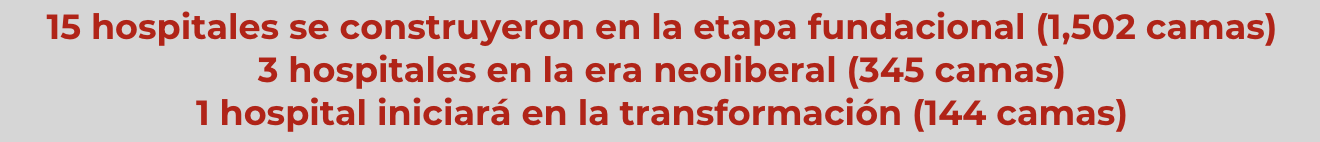 15 hospitales se construyeron en la etapa fundacional (1,502 camas)
3 hospitales en la era neoliberal (345 camas)
1 hospital iniciará en la transformación (144 camas)